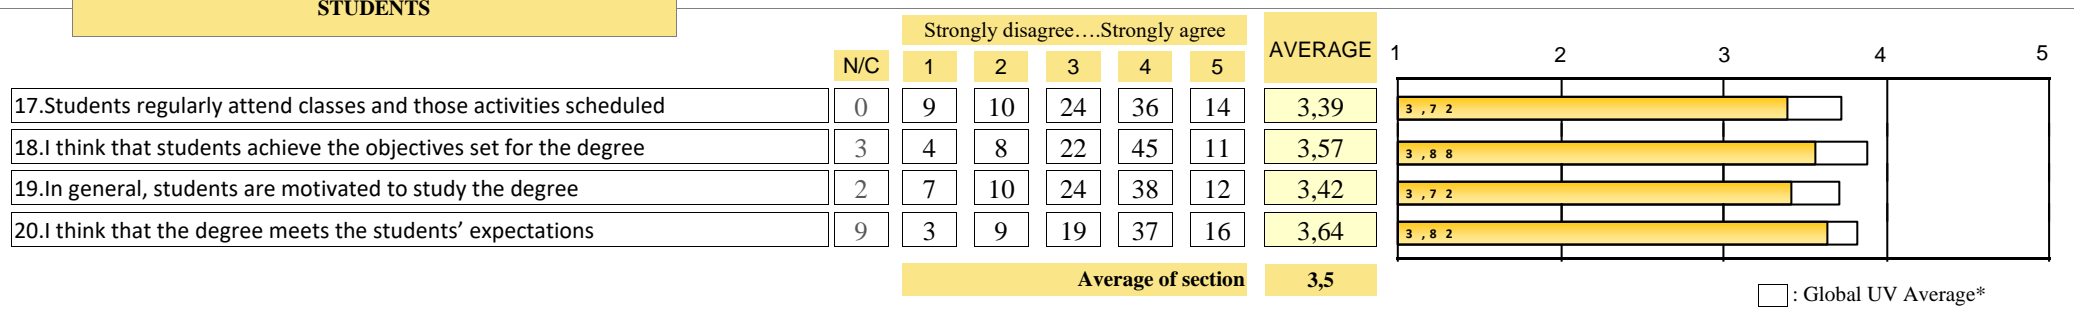 STUDENTS
Strongly disagree….Strongly agree
AVERAGE
N/C 1 2 3 4 5
1 2 3 4 5
17.Students regularly attend classes and those activities scheduled 0 9 10 24 36 14 3,39 3,72
18.I think that students achieve the objectives set for the degree 3 4 8 22 45 11 3,57 3,88
19.In general, students are motivated to study the degree 2 7 10 24 38 12 3,42 3,72
20.I think that the degree meets the students’ expectations 9 3 9 19 37 16 3,64 3,82
Average of section 3,5
: Global UV Average*